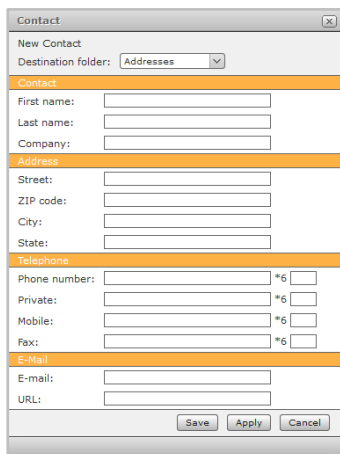 Contact
New Contact
Destination folder: Addresses
Contact
First name:
Last name:
Company:
Address
Street:
ZIP code:
City:
State:
Telephone
Phone number: *6
Private: *6
Mobile: *6
Fax: *6
E-Mail
E-mail:
URL:
Save Apply Cancel